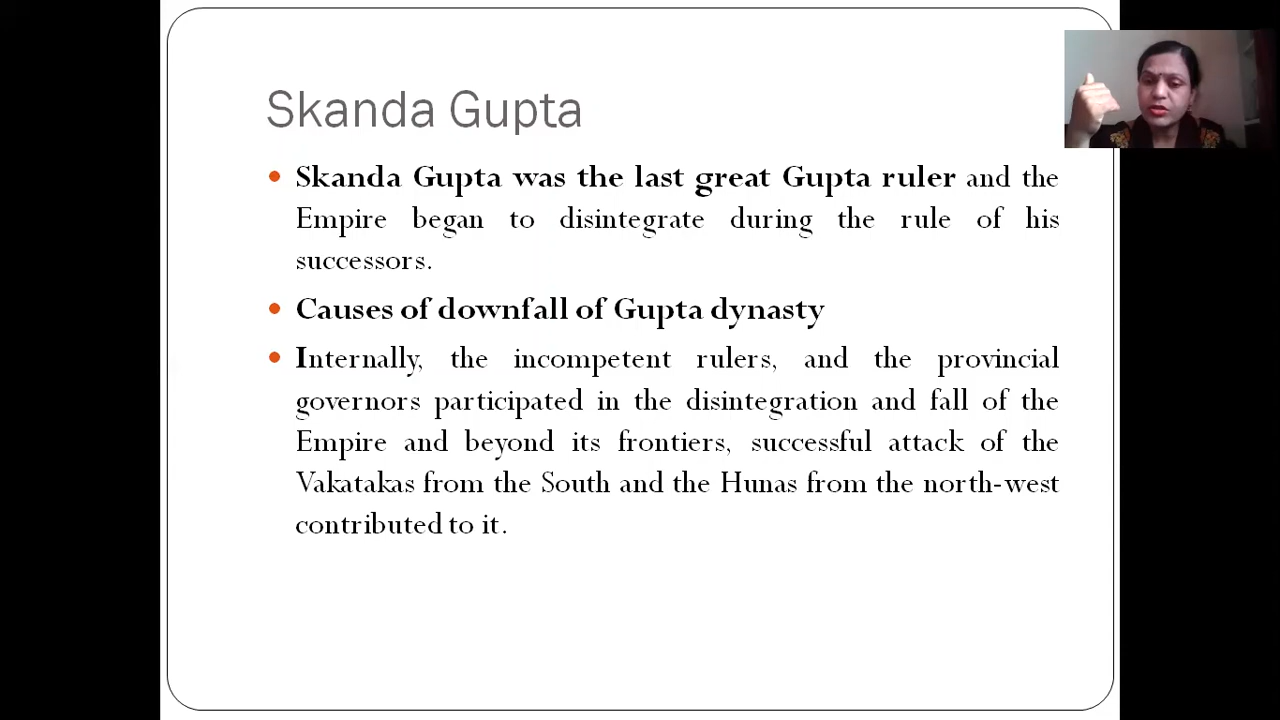 Skanda Gupta
Skanda Gupta was the last great Gupta ruler and the
Empire began to disintegrate during the rule of his
successors.
Causes of downfall of Gupta dynasty
Internally, the incompetent rulers, and the provincial
governors participated in the disintegration and fall of the
Empire and beyond its frontiers, successful attack of the
Vakatakas from the South and the Hunas from the north-west
contributed to it.